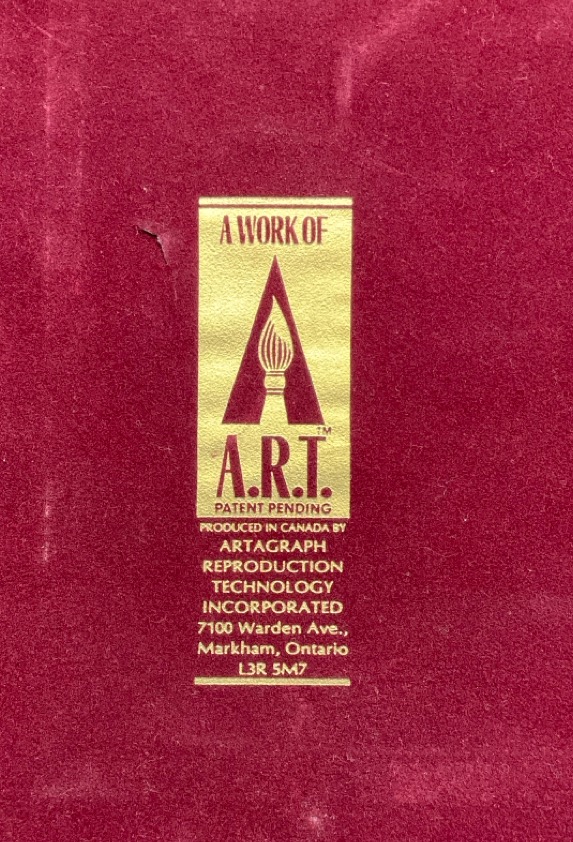 A WORK OF
TM
A.R.T.
PATENT PENDING
PRODUCED IN CANADA BY
ARTAGRAPH
REPRODUCTION
TECHNOLOGY
INCORPORATED
7100 Warden Ave.,
Markham, Ontario
L3R 5M7